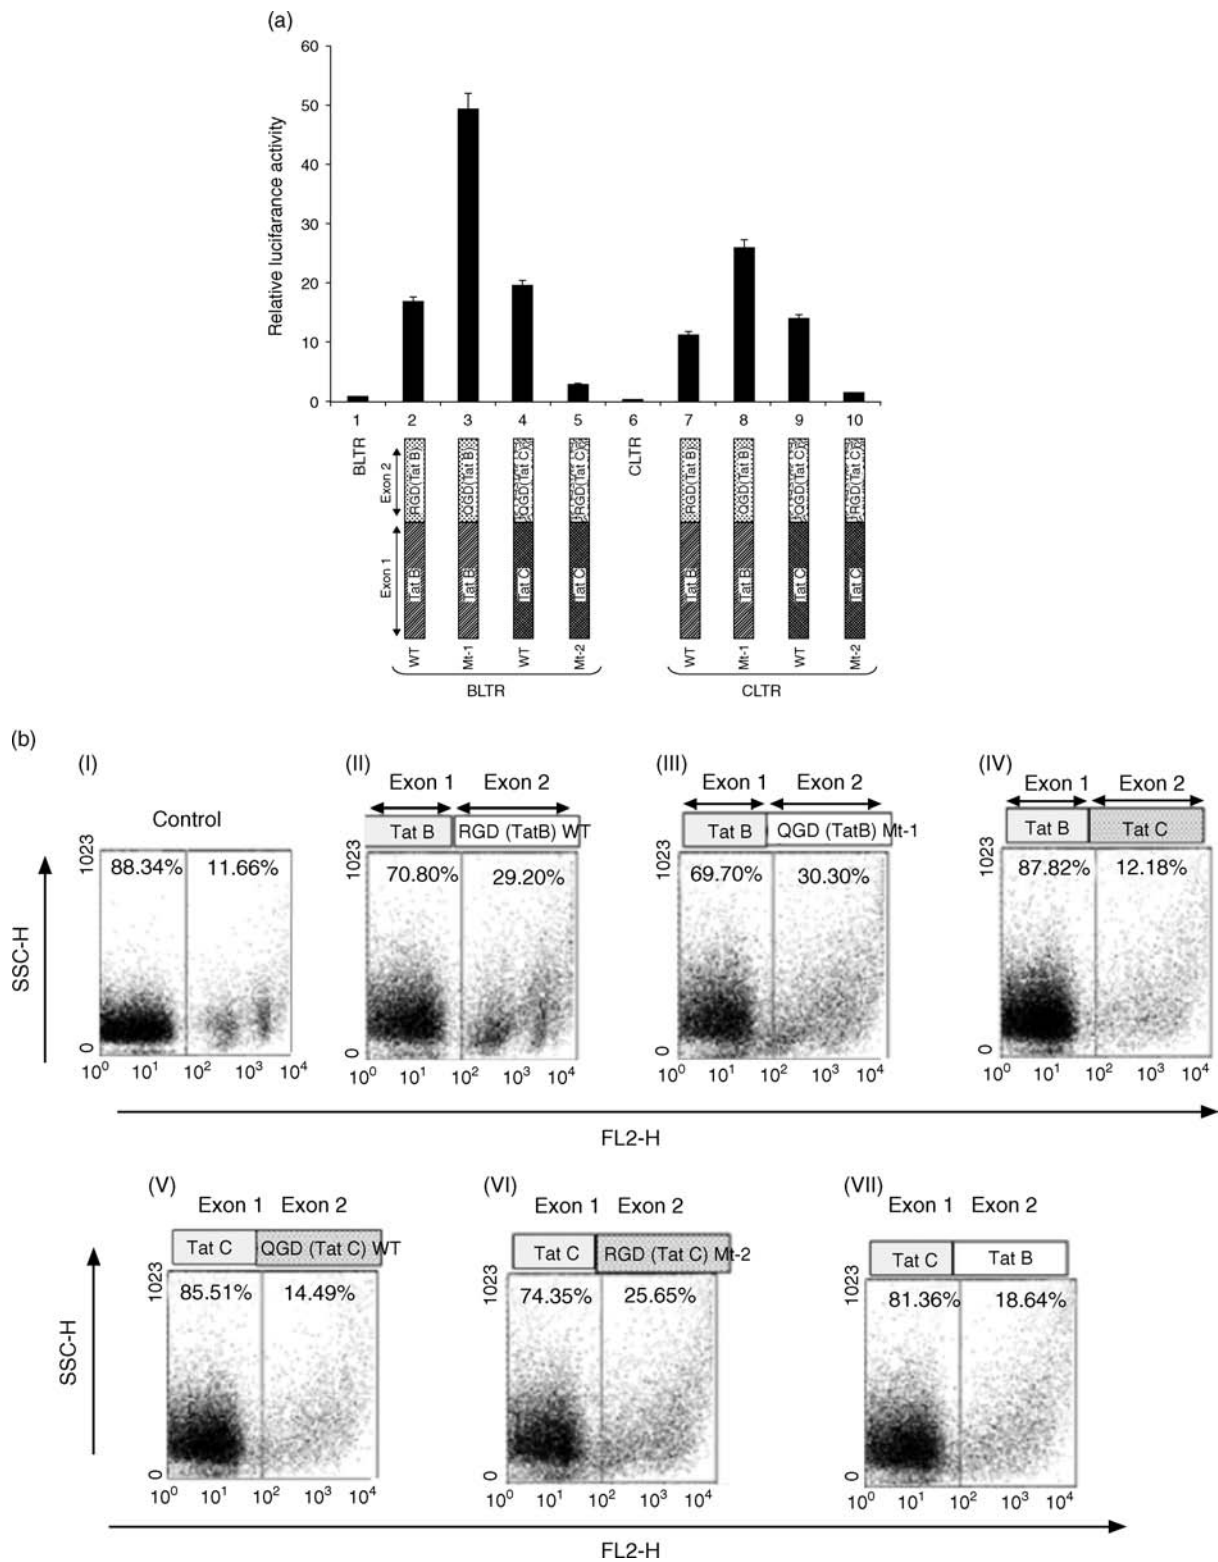 (a)
60
50
40
30
20
10
0
Relative lucifarance activity
1 2 3 4 5 6 7 8 9 10
BLTR
CLTR
Exon 2
Exon 1
RGD(Tat B)
QGD(Tat B)
QGD(Tat C)
RGD(Tat C)
RGD(Tat B)
QGD(Tat B)
QGD(Tat C)
RGD(Tat C)
Tat B
Tat B
Tat C
Tat C
Tat B
Tat B
Tat C
Tat C
WT
Mt-1
WT
Mt-2
WT
Mt-1
WT
Mt-2
BLTR
CLTR
(b)
(I)
Control
88.34% 11.66%
1023
0
SSC-H
10⁰ 10¹ 10² 10³ 10⁴
(II)
Exon 1 Exon 2
Tat B RGD (TatB) WT
70.80% 29.20%
1023
0
10⁰ 10¹ 10² 10³ 10⁴
(III)
Exon 1 Exon 2
Tat B QGD (TatB) Mt-1
69.70% 30.30%
1023
0
10⁰ 10¹ 10² 10³ 10⁴
(IV)
Exon 1 Exon 2
Tat B Tat C
87.82% 12.18%
1023
0
10⁰ 10¹ 10² 10³ 10⁴
FL2-H
(V)
Exon 1 Exon 2
Tat C QGD (Tat C) WT
85.51% 14.49%
1023
0
SSC-H
10⁰ 10¹ 10² 10³ 10⁴
(VI)
Exon 1 Exon 2
Tat C RGD (Tat C) Mt-2
74.35% 25.65%
1023
0
10⁰ 10¹ 10² 10³ 10⁴
(VII)
Exon 1 Exon 2
Tat C Tat B
81.36% 18.64%
1023
0
10⁰ 10¹ 10² 10³ 10⁴
FL2-H